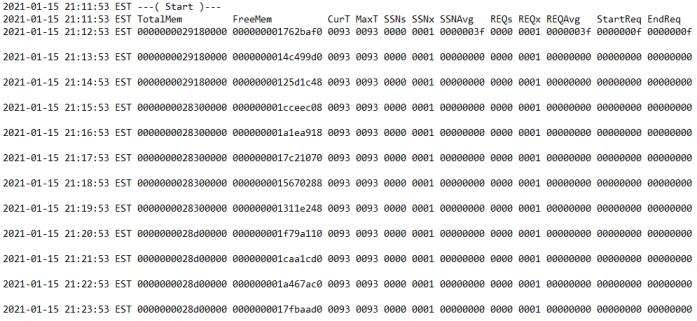 2021-01-15 21:11:53 EST ---( Start )---
2021-01-15 21:11:53 EST TotalMem FreeMem CurT MaxT SSNs SSNx SSNAvg REQs REQx REQAvg StartReq EndReq
2021-01-15 21:12:53 EST 0000000029180000 000000001762baf0 0093 0093 0000 0001 0000003f 0000 0001 0000003f 0000000f 0000000f
2021-01-15 21:13:53 EST 0000000029180000 0000000014c499d0 0093 0093 0000 0001 00000000 0000 0001 00000000 00000000 00000000
2021-01-15 21:14:53 EST 0000000029180000 00000000125d1c48 0093 0093 0000 0001 00000000 0000 0001 00000000 00000000 00000000
2021-01-15 21:15:53 EST 0000000028300000 000000001cceec08 0093 0093 0000 0001 00000000 0000 0001 00000000 00000000 00000000
2021-01-15 21:16:53 EST 0000000028300000 000000001a1ea918 0093 0093 0000 0001 00000000 0000 0001 00000000 00000000 00000000
2021-01-15 21:17:53 EST 0000000028300000 0000000017c21070 0093 0093 0000 0001 00000000 0000 0001 00000000 00000000 00000000
2021-01-15 21:18:53 EST 0000000028300000 0000000015670288 0093 0093 0000 0001 00000000 0000 0001 00000000 00000000 00000000
2021-01-15 21:19:53 EST 0000000028300000 000000001311e248 0093 0093 0000 0001 00000000 0000 0001 00000000 00000000 00000000
2021-01-15 21:20:53 EST 0000000028d00000 000000001f79a110 0093 0093 0000 0001 00000000 0000 0001 00000000 00000000 00000000
2021-01-15 21:21:53 EST 0000000028d00000 000000001caa1cd0 0093 0093 0000 0001 00000000 0000 0001 00000000 00000000 00000000
2021-01-15 21:22:53 EST 0000000028d00000 000000001a467ac0 0093 0093 0000 0001 00000000 0000 0001 00000000 00000000 00000000
2021-01-15 21:23:53 EST 0000000028d00000 0000000017fbaad0 0093 0093 0000 0001 00000000 0000 0001 00000000 00000000 00000000